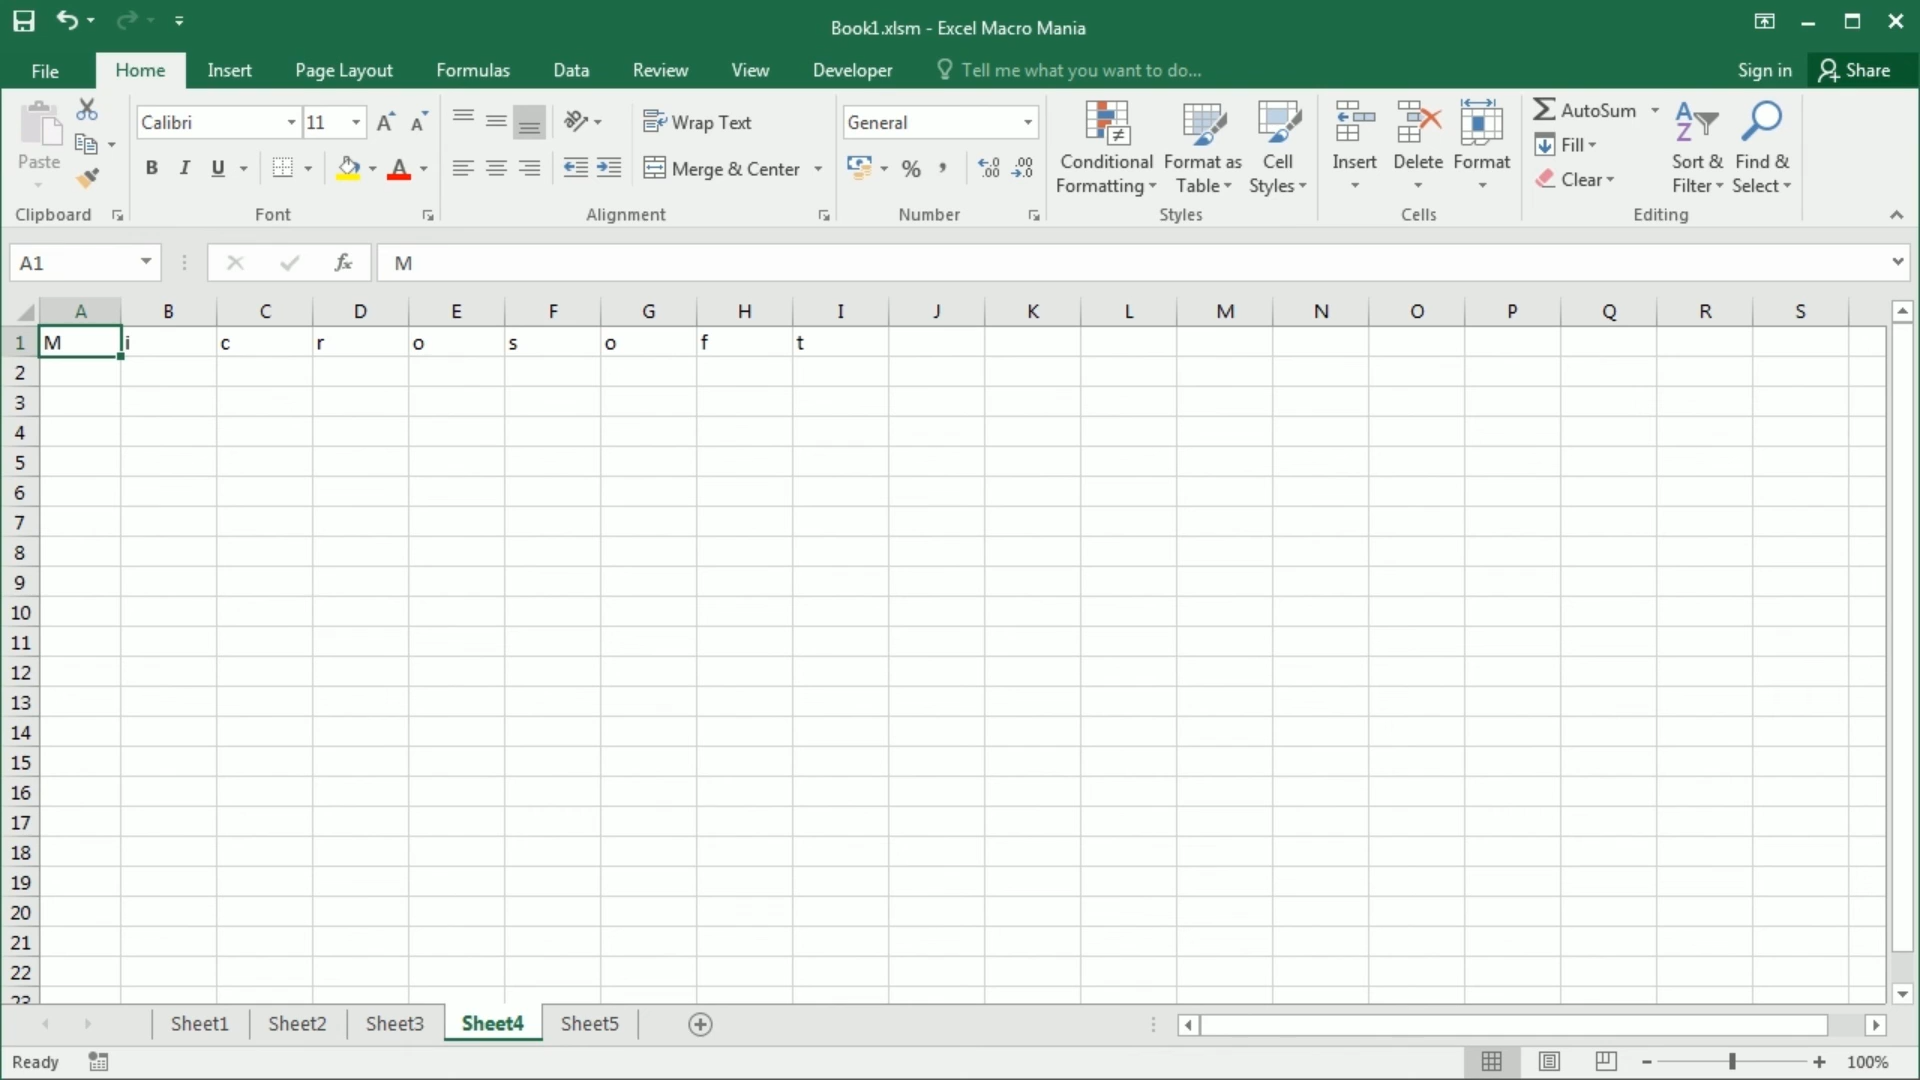 Book1.xlsm - Excel Macro Mania
File Home Insert Page Layout Formulas Data Review View Developer Tell me what you want to do... Sign in Share
Paste
Clipboard
Calibri 11
B I U A
Font
Wrap Text
Merge & Center
Alignment
General
% ,
Number
Conditional Formatting
Format as Table
Cell Styles
Styles
Insert Delete Format
Cells
AutoSum
Fill
Clear
Sort & Filter
Find & Select
Editing
A1 fx M
A B C D E F G H I J K L M N O P Q R S
1 M i c r o s o f t
2
3
4
5
6
7
8
9
10
11
12
13
14
15
16
17
18
19
20
21
22
23
Sheet1 Sheet2 Sheet3 Sheet4 Sheet5
Ready 100%